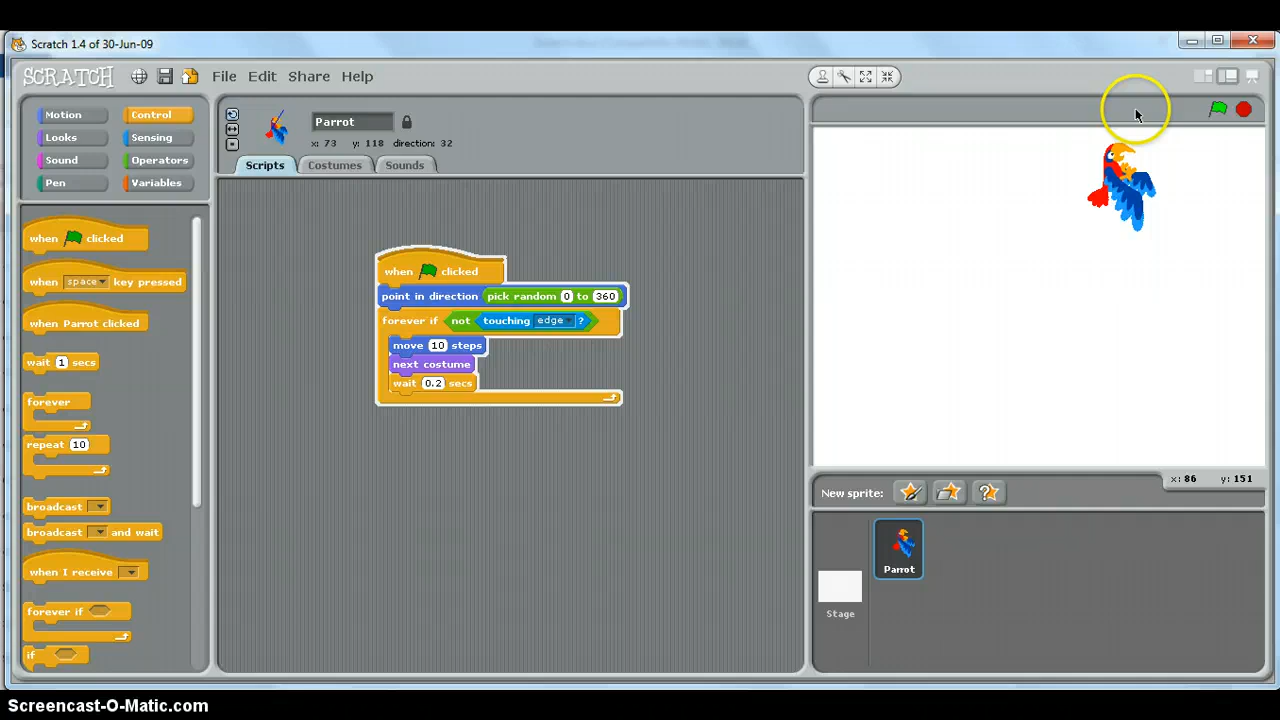 Scratch 1.4 of 30-Jun-09
SCRATCH File Edit Share Help
Motion Control
Looks Sensing
Sound Operators
Pen Variables
when clicked
when space key pressed
when Parrot clicked
wait 1 secs
forever
repeat 10
broadcast
broadcast and wait
when I receive
forever if
if
Parrot
x: 73 y: 118 direction: 32
Scripts Costumes Sounds
when clicked
point in direction pick random 0 to 360
forever if not touching edge ?
move 10 steps
next costume
wait 0.2 secs
x: 86 y: 151
New sprite:
Parrot
Stage
Screencast-O-Matic.com